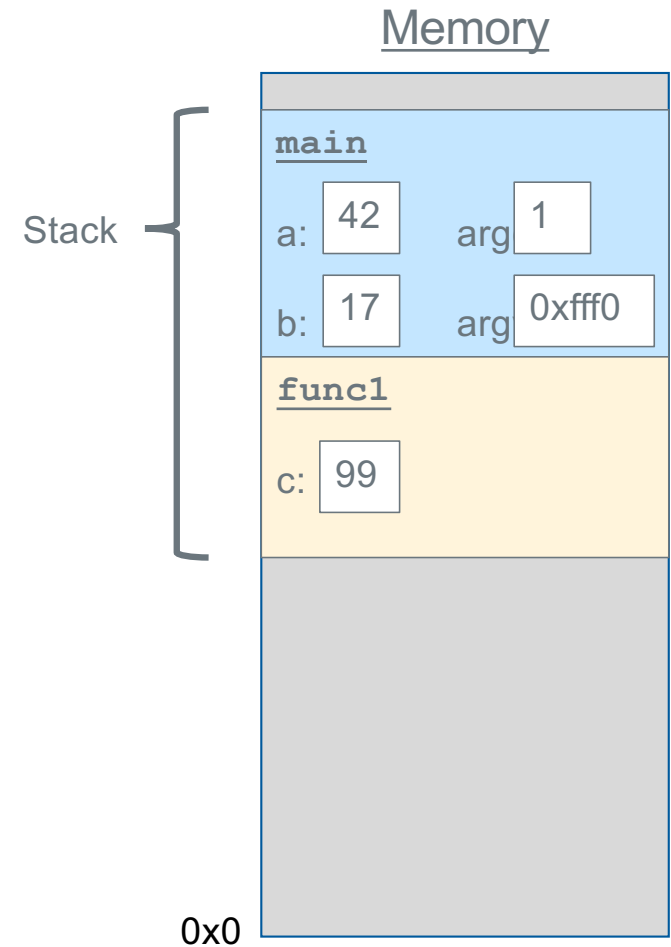 Memory
main
Stack
a: 42 arg 1
b: 17 arg 0xfff0
func1
c: 99
0x0